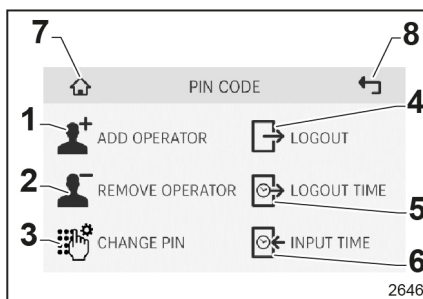 7 8
PIN CODE
1 ADD OPERATOR LOGOUT 4
2 REMOVE OPERATOR LOGOUT TIME 5
3 CHANGE PIN INPUT TIME 6
2646